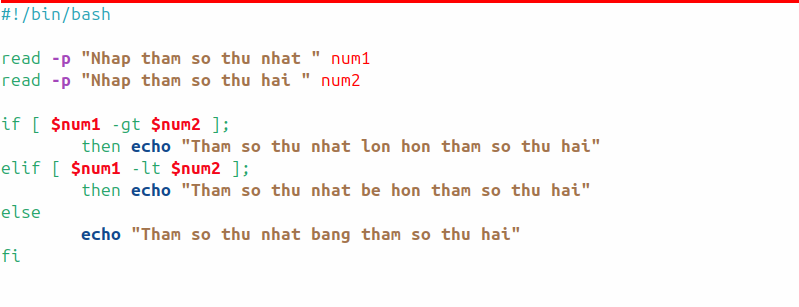 #!/bin/bash
read -p "Nhap tham so thu nhat " num1
read -p "Nhap tham so thu hai " num2
if [ $num1 -gt $num2 ];
then echo "Tham so thu nhat lon hon tham so thu hai"
elif [ $num1 -lt $num2 ];
then echo "Tham so thu nhat be hon tham so thu hai"
else
echo "Tham so thu nhat bang tham so thu hai"
fi